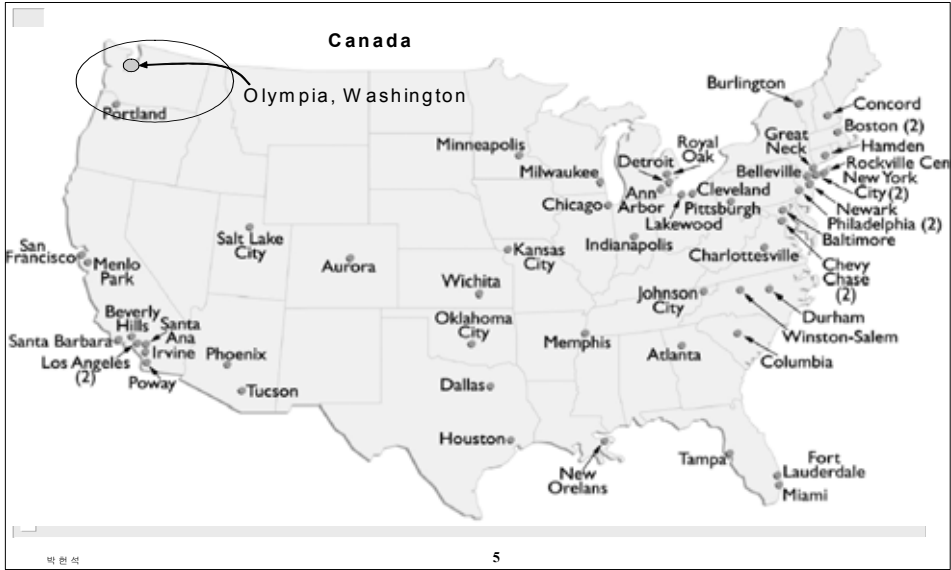 Canada
Olympia, Washington
Portland
Burlington
Concord
Boston (2)
Hamden
Great
Neck
Rockville Cen
Belleville
New York
City (2)
Newark
Philadelphia (2)
Baltimore
Minneapolis
Milwaukee
Chicago
Detroit
Royal
Oak
Ann
Arbor
Cleveland
Lakewood
Pittsburgh
Indianapolis
Charlottesville
Chevy
Chase
(2)
San
Francisco
Menlo
Park
Salt Lake
City
Aurora
Kansas
City
Wichita
Johnson
City
Durham
Winston-Salem
Beverly
Hills
Santa
Ana
Santa Barbara
Irvine
Los Angeles
(2)
Poway
Phoenix
Tucson
Oklahoma
City
Memphis
Atlanta
Columbia
Dallas
Houston
New
Orelans
Tampa
Fort
Lauderdale
Miami
박헌석
5